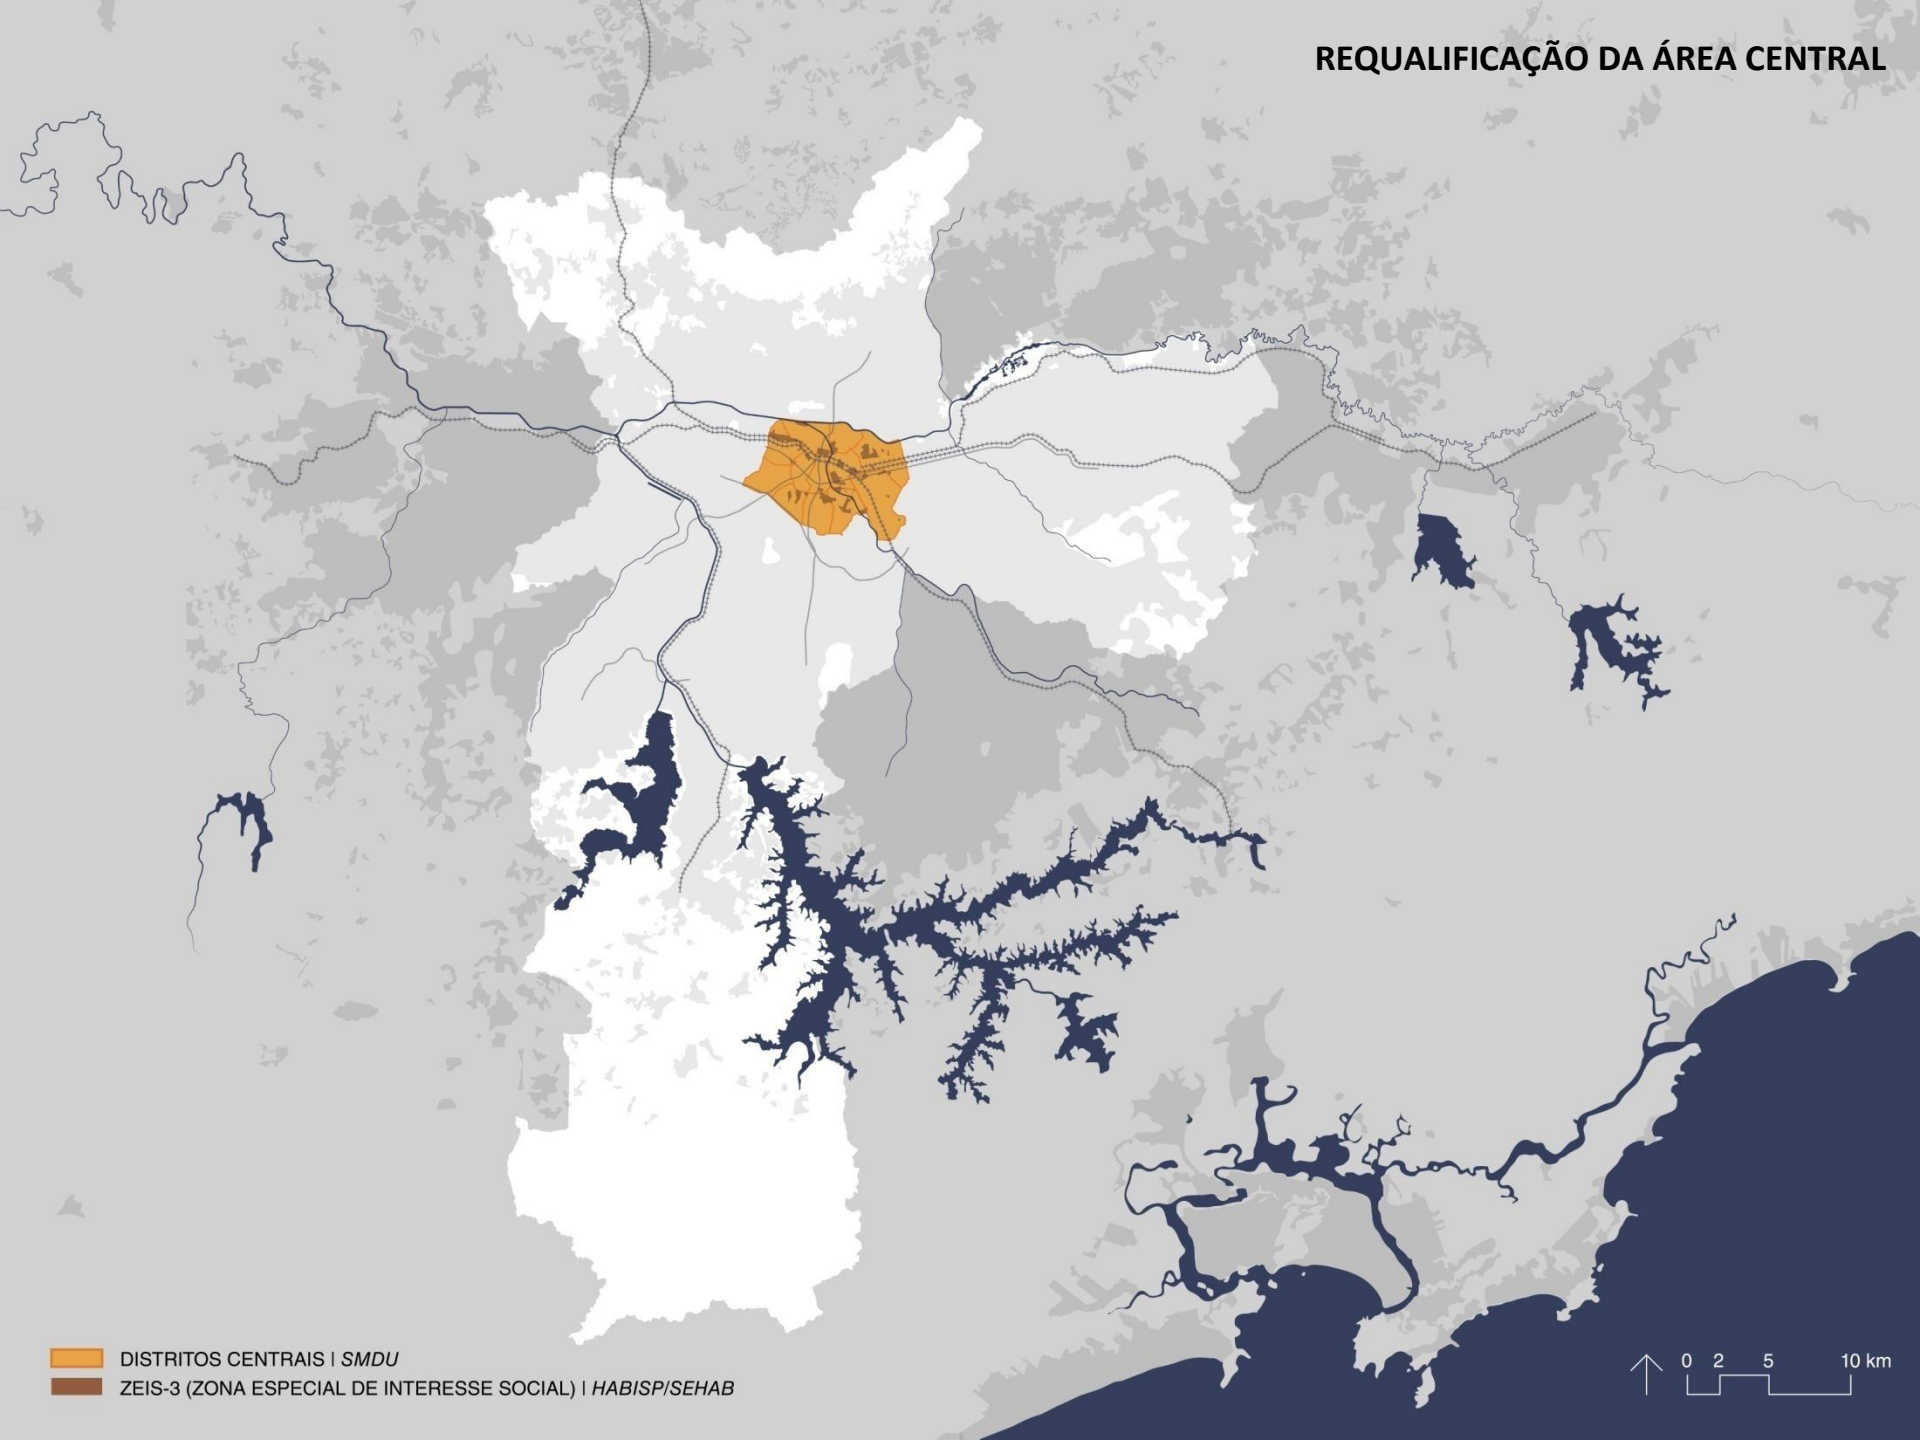 REQUALIFICAÇÃO DA ÁREA CENTRAL
DISTRITOS CENTRAIS | SMDU
ZEIS-3 (ZONA ESPECIAL DE INTERESSE SOCIAL) | HABISP/SEHAB
0 2 5 10 km